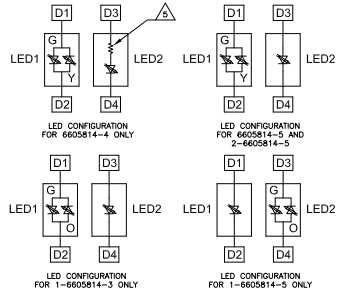 D1 D3 5
G
LED1 LED2
Y
D2 D4
LED CONFIGURATION
FOR 6605814-4 ONLY
D1 D3
G
LED1 LED2
Y
D2 D4
LED CONFIGURATION
FOR 6605814-5 AND
2-6605814-5
D1 D3
G
LED1 LED2
O
D2 D4
LED CONFIGURATION
FOR 1-6605814-3 ONLY
D1 D3
G
LED1 LED2
O
D2 D4
LED CONFIGURATION
FOR 1-6605814-5 ONLY